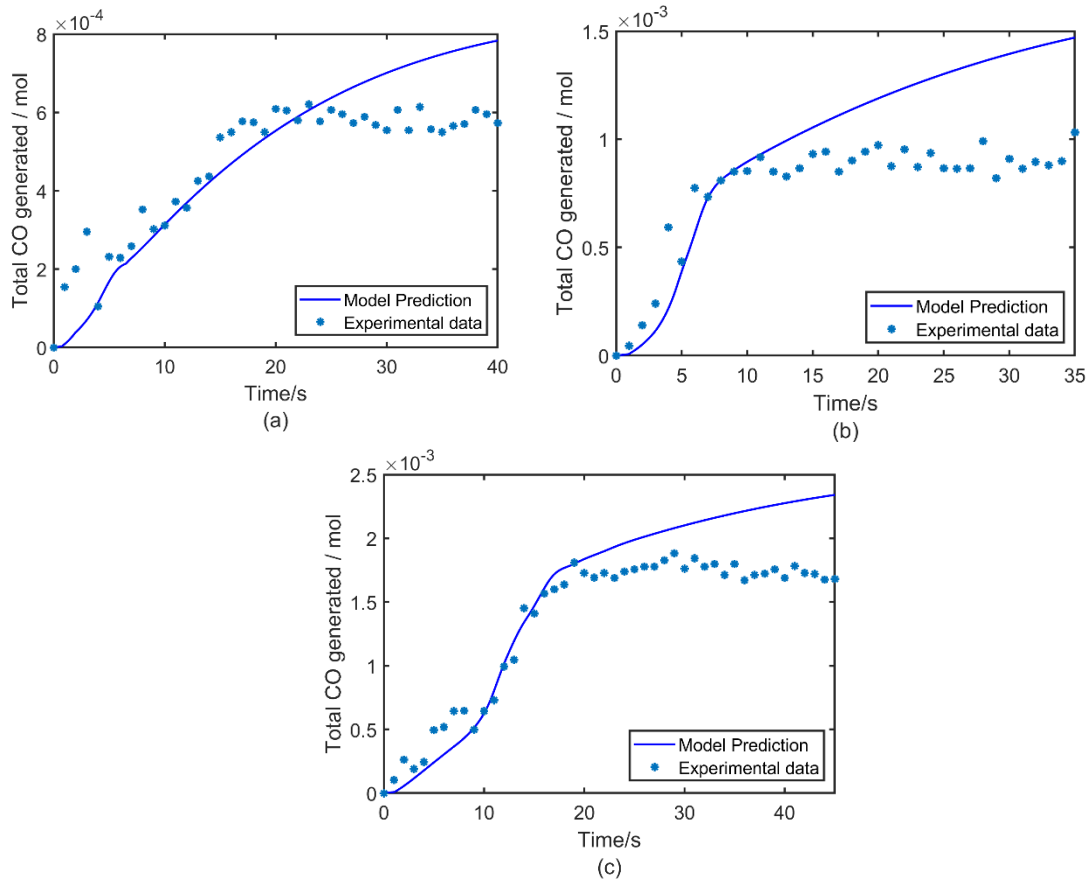 ×10⁻⁴
8
6
4
2
0
Total CO generated / mol
Model Prediction
Experimental data
0 10 20 30 40
Time/s
(a)
×10⁻³
1.5
1
0.5
0
Total CO generated / mol
Model Prediction
Experimental data
0 5 10 15 20 25 30 35
Time/s
(b)
×10⁻³
2.5
2
1.5
1
0.5
0
Total CO generated / mol
Model Prediction
Experimental data
0 10 20 30 40
Time/s
(c)